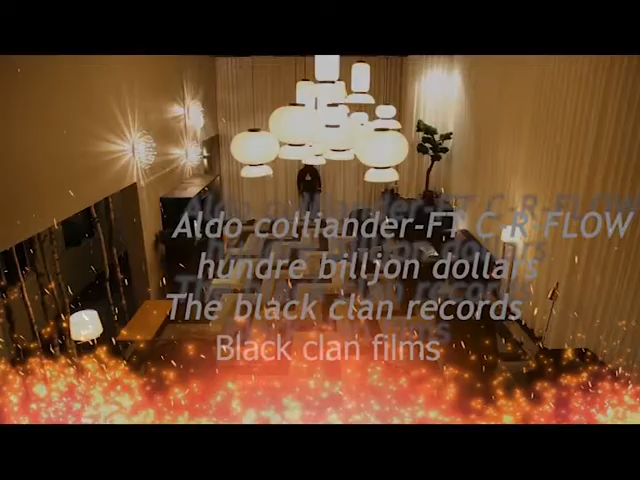 Aldo colliander-FT C-R-FLOW
hundre billjon dollars
The black clan records
Black clan films